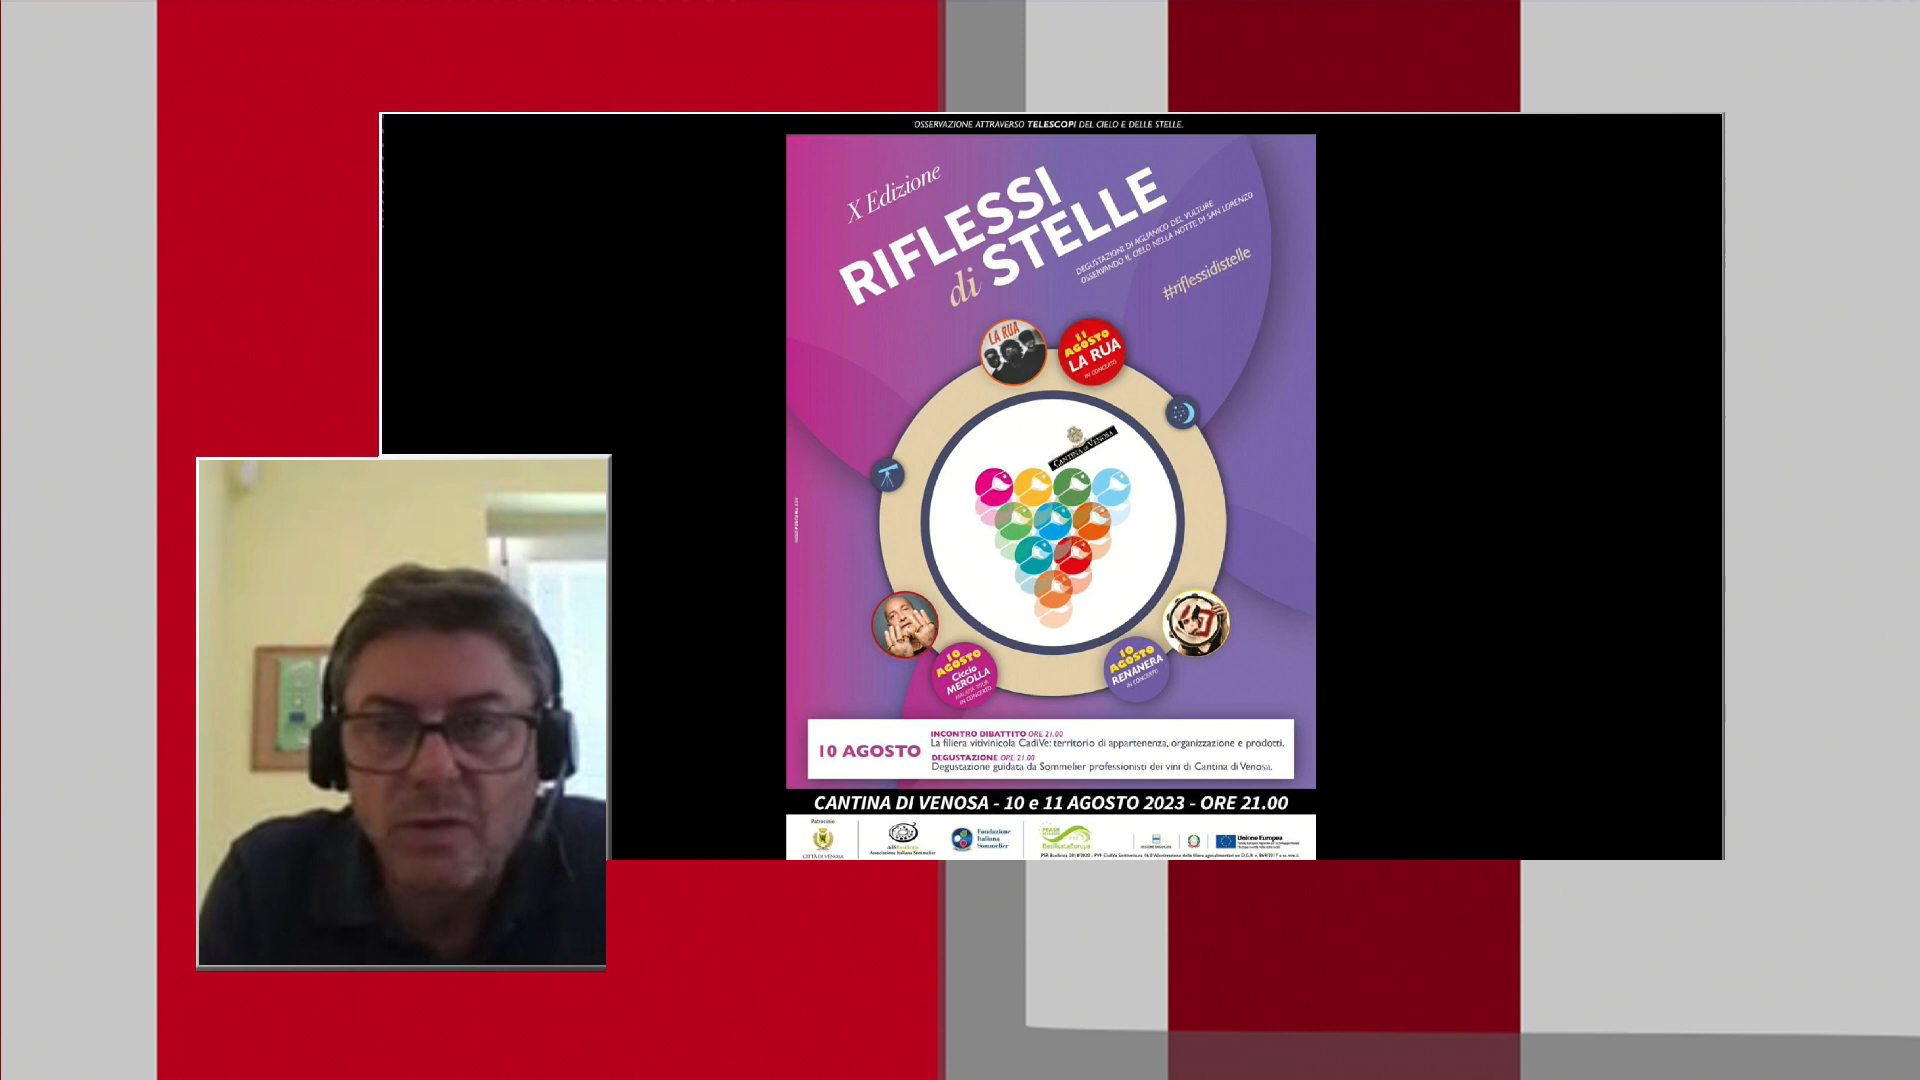 OSSERVAZIONE ATTRAVERSO TELESCOPI DEL CIELO E DELLE STELLE.
X Edizione
RIFLESSI
di STELLE
DEGUSTAZIONI DI AGLIANICO DEL VULTURE
OSSERVANDO IL CIELO NELLA NOTTE DI SAN LORENZO
#riflessidistelle
LA RUA
11
AGOSTO
LA RUA
IN CONCERTO
CANTINA DI VENOSA
10
AGOSTO
Ciccio
MEROLLA
IN CONCERTO
10
AGOSTO
RENANERA
IN CONCERTO
10 AGOSTO
INCONTRO DIBATTITO ORE 21.00
La filiera vitivinicola CadiVe: territorio di appartenenza, organizzazione e prodotti.
DEGUSTAZIONE ORE 21.00
Degustazione guidata da Sommelier professionisti dei vini di Cantina di Venosa.
CANTINA DI VENOSA - 10 e 11 AGOSTO 2023 - ORE 21.00
Patrocinio
CITTÀ DI VENOSA
Associazione Italiana Sommelier
Fondazione
Italiana
Sommelier
BasilicataEuropa
Unione Europea